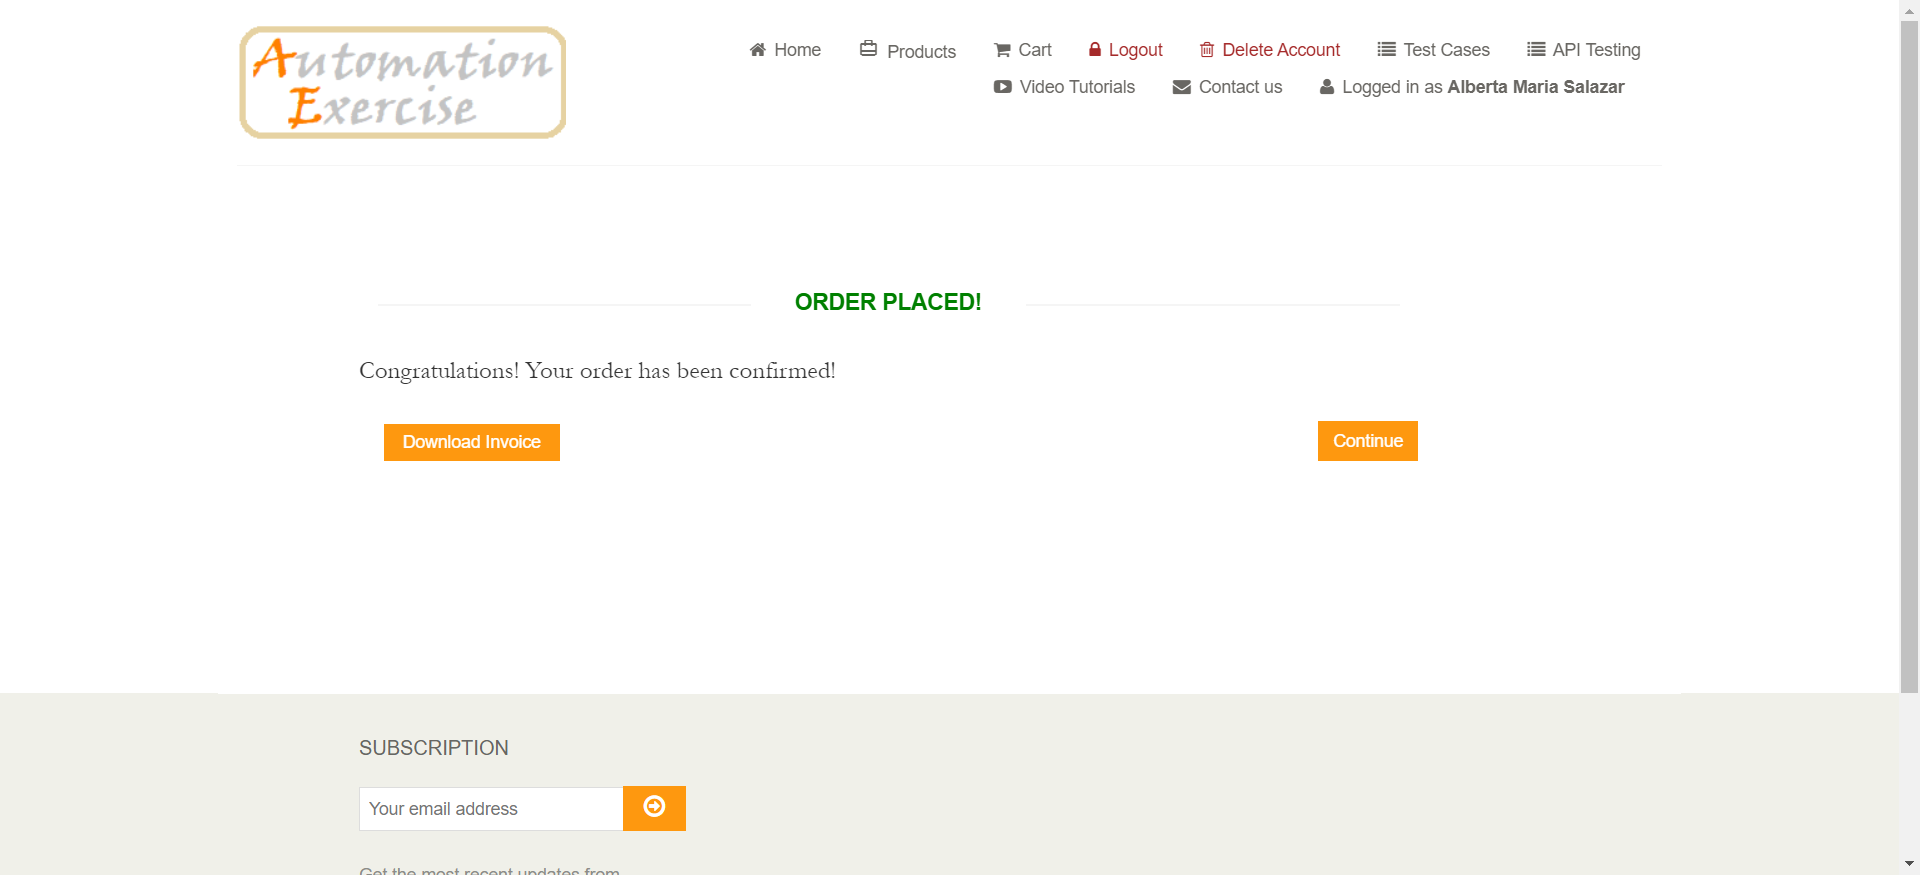 Automation
Exercise
Home Products Cart Logout Delete Account Test Cases API Testing
Video Tutorials Contact us Logged in as Alberta Maria Salazar
ORDER PLACED!
Congratulations! Your order has been confirmed!
Download Invoice Continue
SUBSCRIPTION
Your email address
Get the most recent updates from